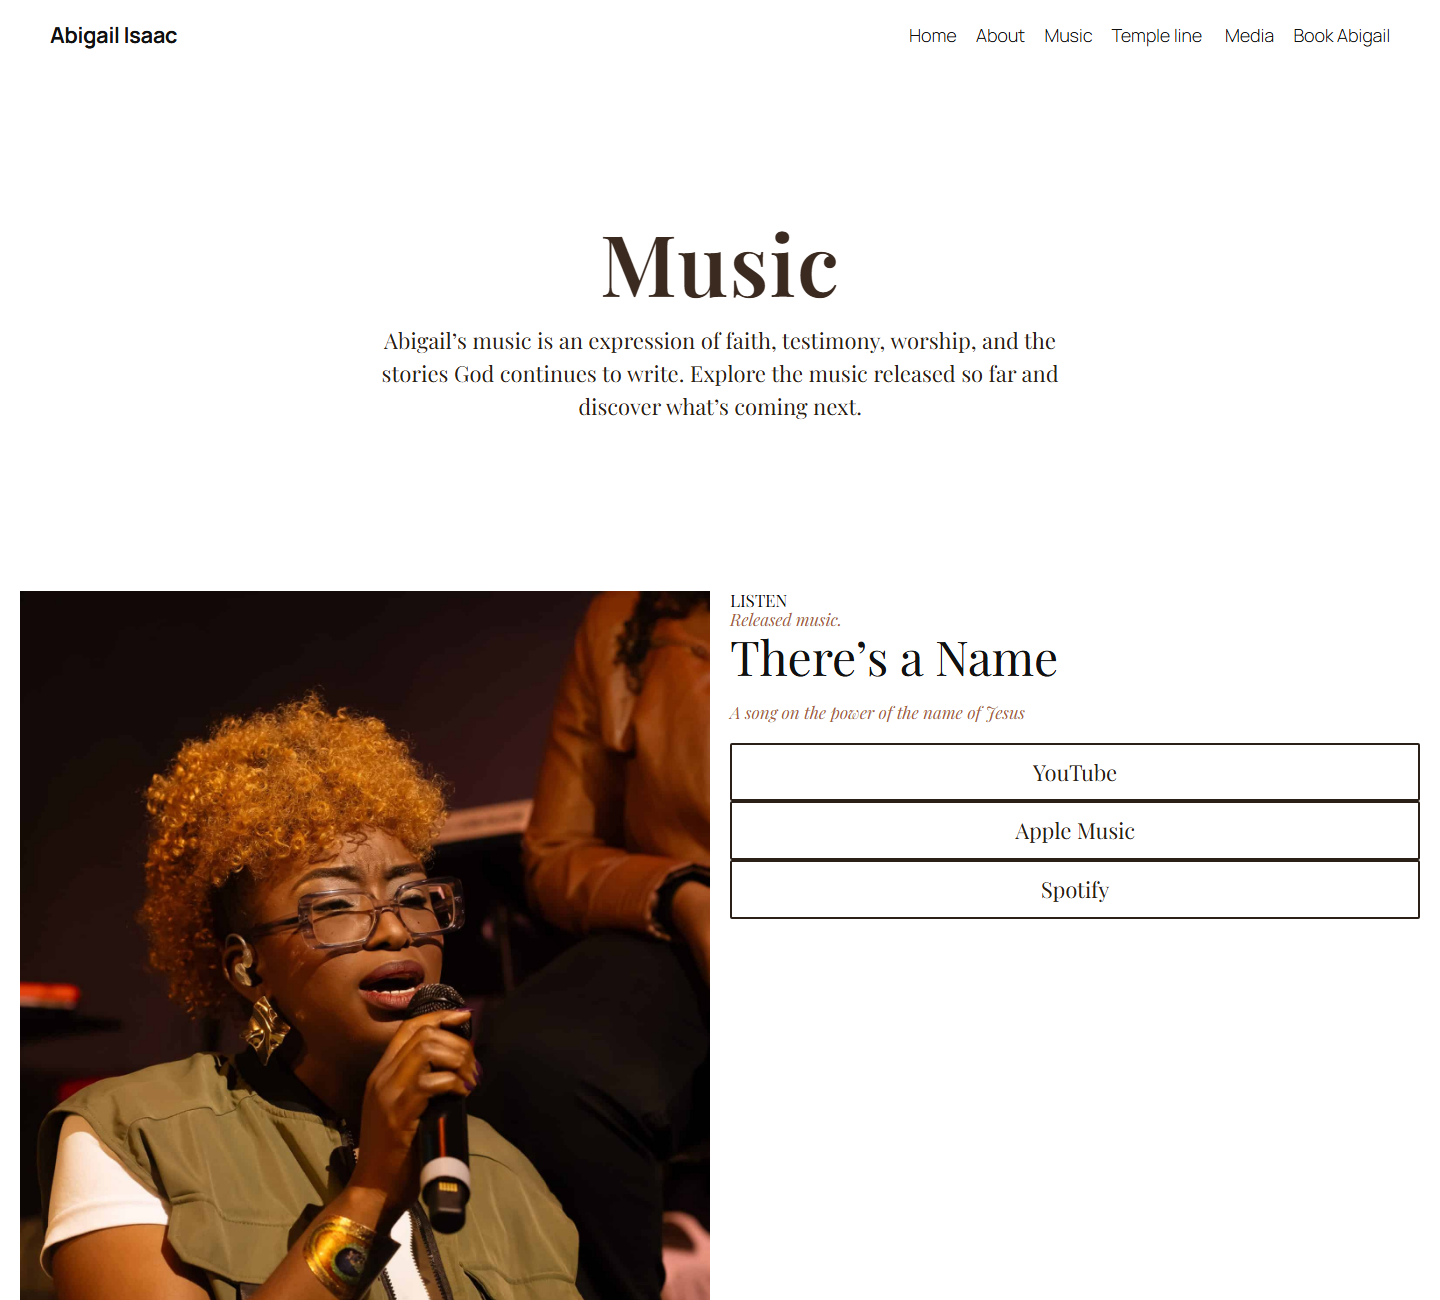 Abigail Isaac
Home About Music Temple line Media Book Abigail
Music
Abigail’s music is an expression of faith, testimony, worship, and the
stories God continues to write. Explore the music released so far and
discover what’s coming next.
LISTEN
Released music.
There’s a Name
A song on the power of the name of Jesus
YouTube
Apple Music
Spotify